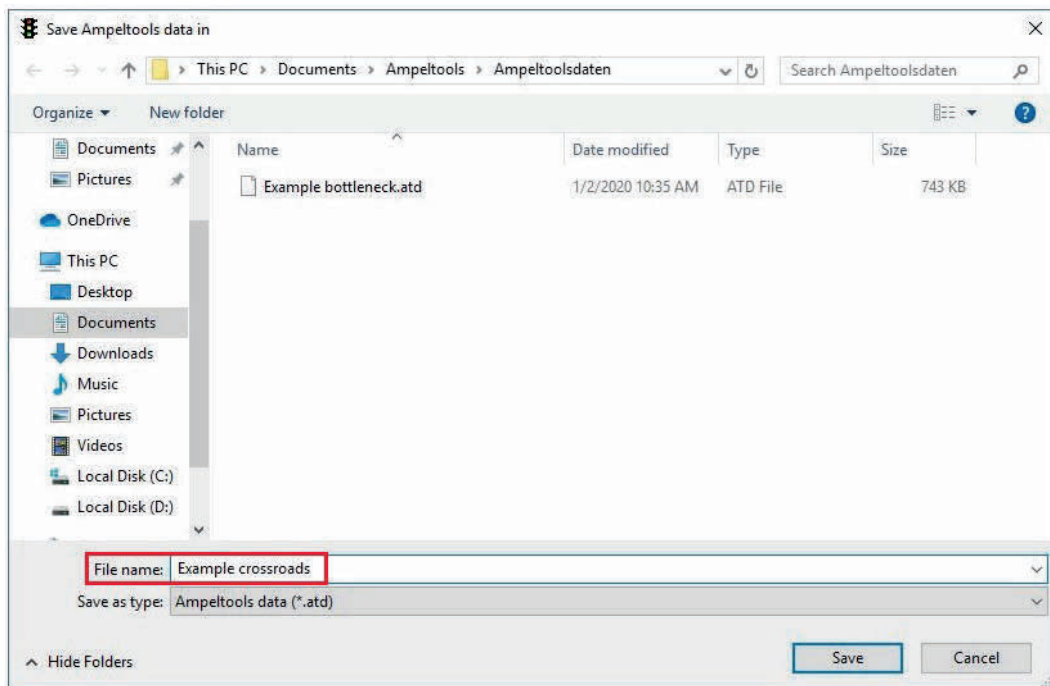 Save Ampeltools data in
This PC > Documents > Ampeltools > Ampeltoolsdaten
Search Ampeltoolsdaten
Organize
New folder
?
Documents
Pictures
OneDrive
This PC
Desktop
Documents
Downloads
Music
Pictures
Videos
Local Disk (C:)
Local Disk (D:)
Name Date modified Type Size
Example bottleneck.atd 1/2/2020 10:35 AM ATD File 743 KB
File name: Example crossroads
Save as type: Ampeltools data (*.atd)
Hide Folders
Save Cancel